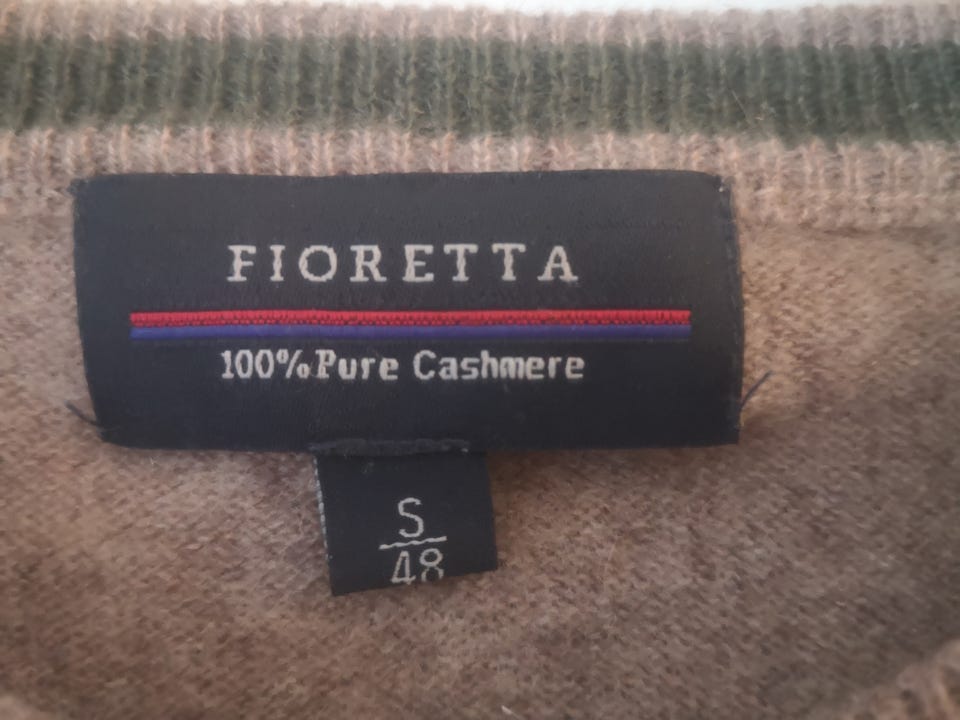 FIORETTA
100% Pure Cashmere
S
48